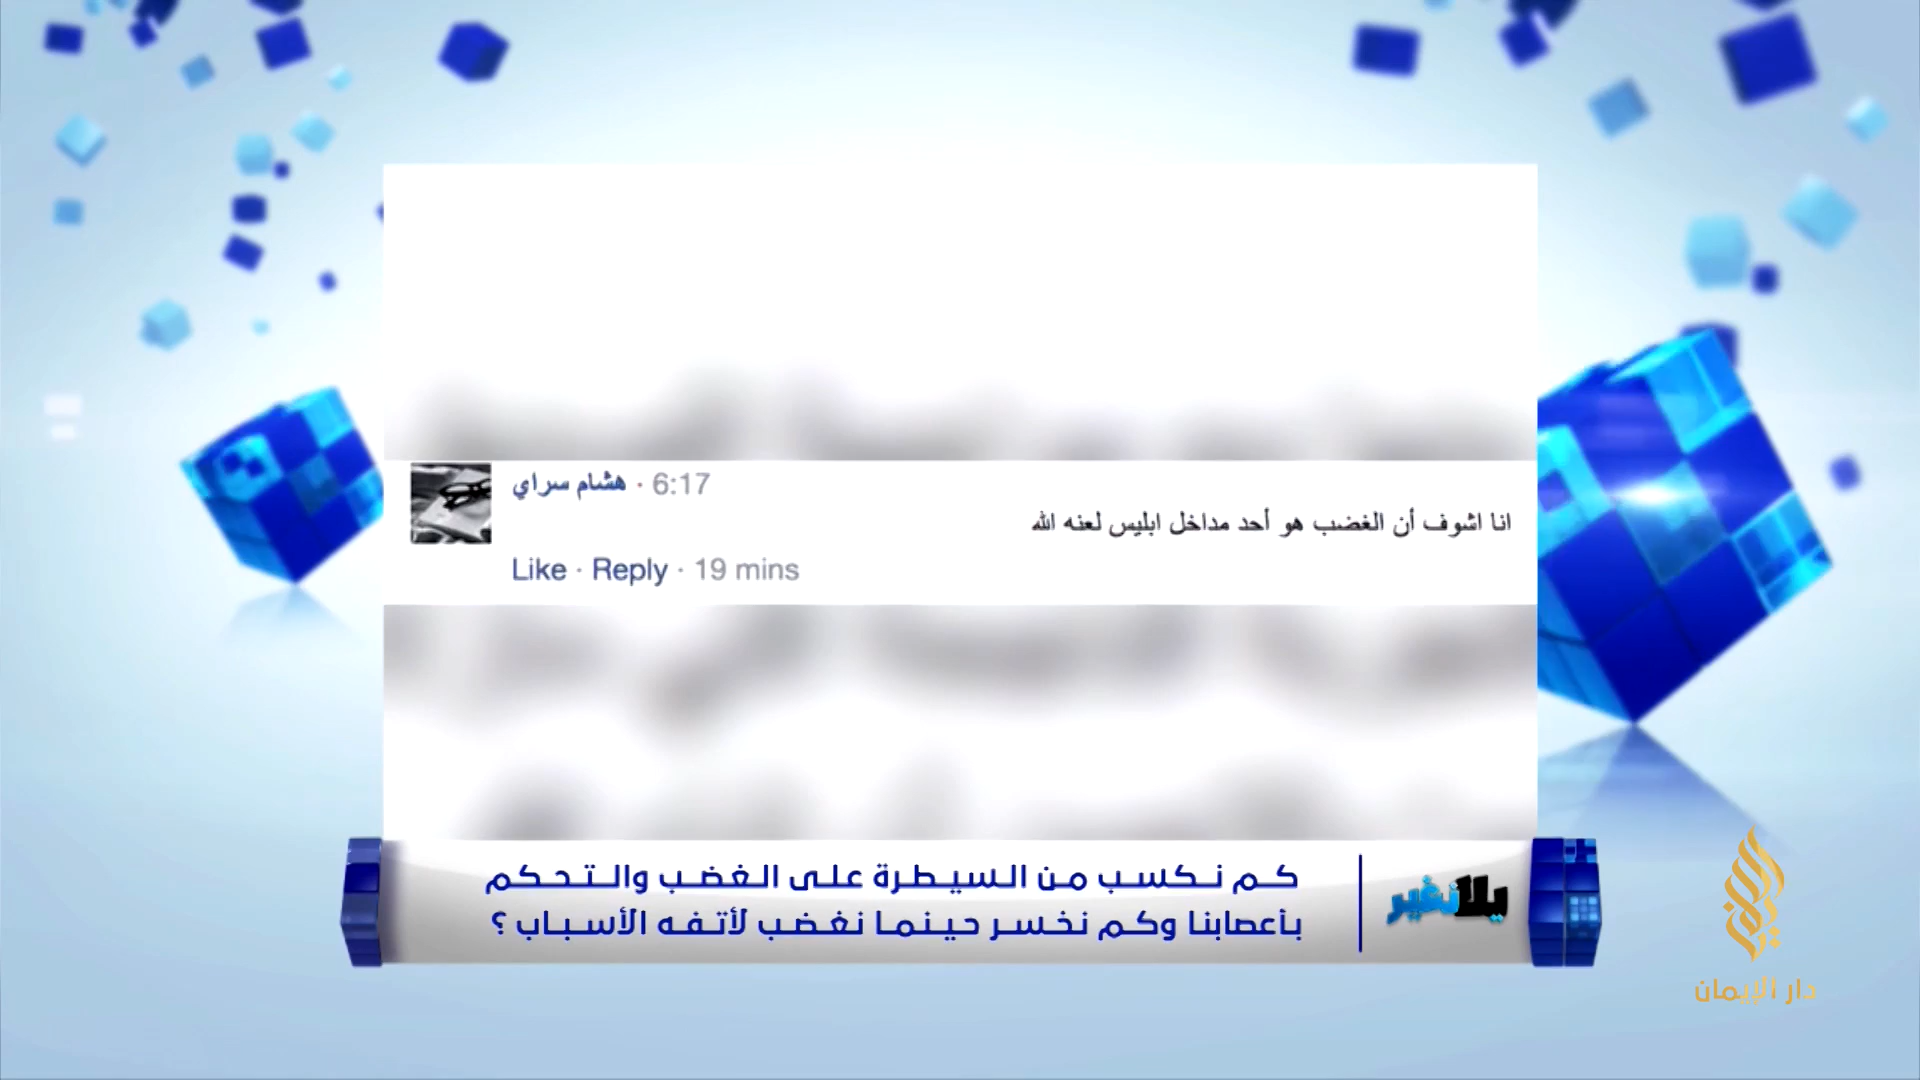 هشام سراي · 6:17
انا اشوف أن الغضب هو أحد مداخل ابليس لعنه الله
Like · Reply · 19 mins
كم نكسب من السيطرة على الغضب والتحكم
بأعصابنا وكم نخسر حينما نغضب لأتفه الأسباب ؟
يلا نغير
دار الإيمان